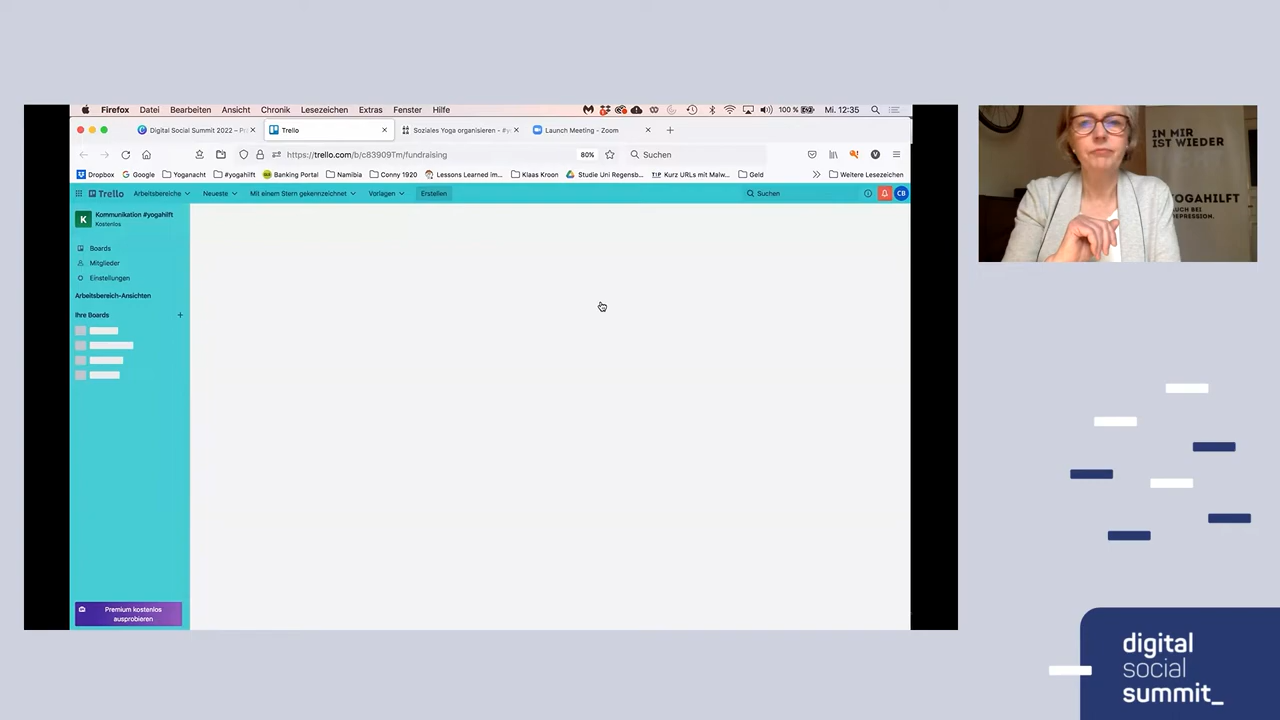 Firefox Datei Bearbeiten Ansicht Chronik Lesezeichen Extras Fenster Hilfe 100 % Mi. 12:35
Digital Social Summit 2022 – Pr Trello Soziales Yoga organisieren - #y Launch Meeting - Zoom
https://trello.com/b/c83909Tm/fundraising 80% Suchen
Dropbox Google Yoganacht #yogahilft Banking Portal Namibia Conny 1920 Lessons Learned im... Klaas Kroon Studie Uni Regensb... T!P Kurz URLs mit Malw... Geld Weitere Lesezeichen
Trello Arbeitsbereiche Neueste Mit einem Stern gekennzeichnet Vorlagen Erstellen Suchen CB
K Kommunikation #yogahilft
Kostenlos
Boards
Mitglieder
Einstellungen
Arbeitsbereich-Ansichten
Ihre Boards +
Premium kostenlos
ausprobieren
IN MIR
IST WIEDER
YOGAHILFT
AUCH BEI
DEPRESSION.
digital
social
summit_